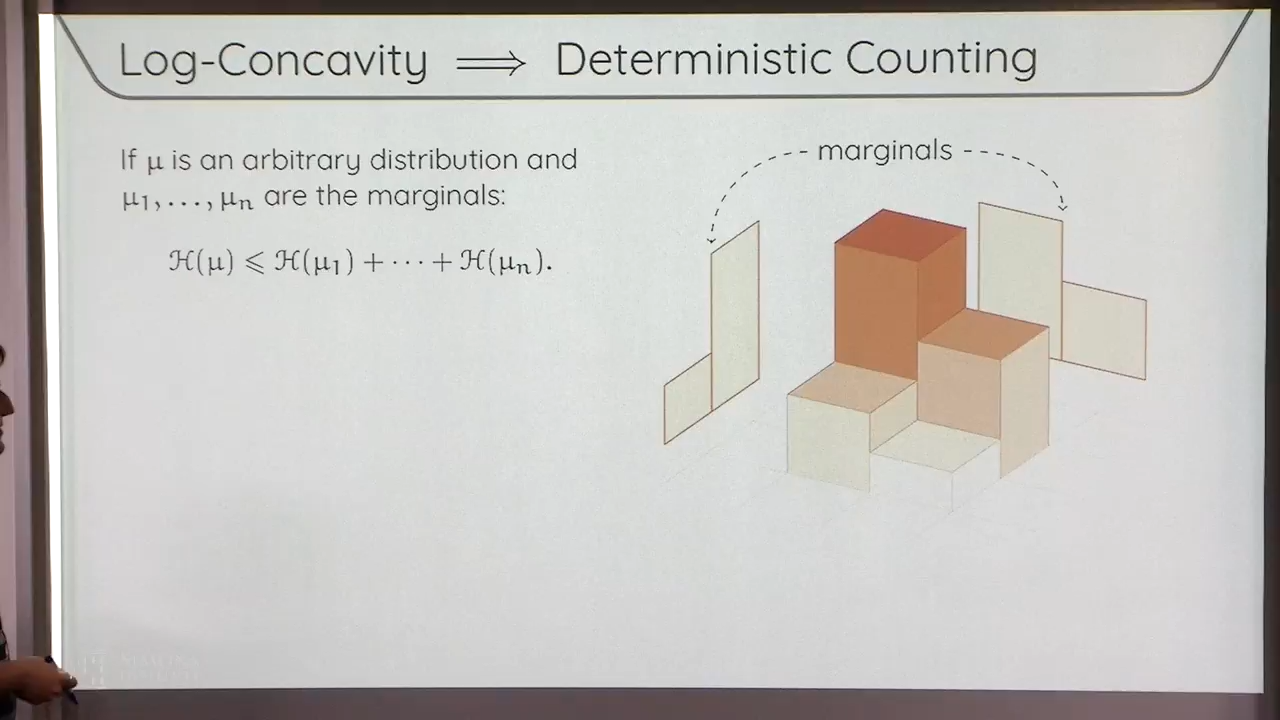 Log-Concavity ⟹ Deterministic Counting
If μ is an arbitrary distribution and
μ₁, . . . , μₙ are the marginals:
ℋ(μ) ⩽ ℋ(μ₁) + · · · + ℋ(μₙ).
marginals